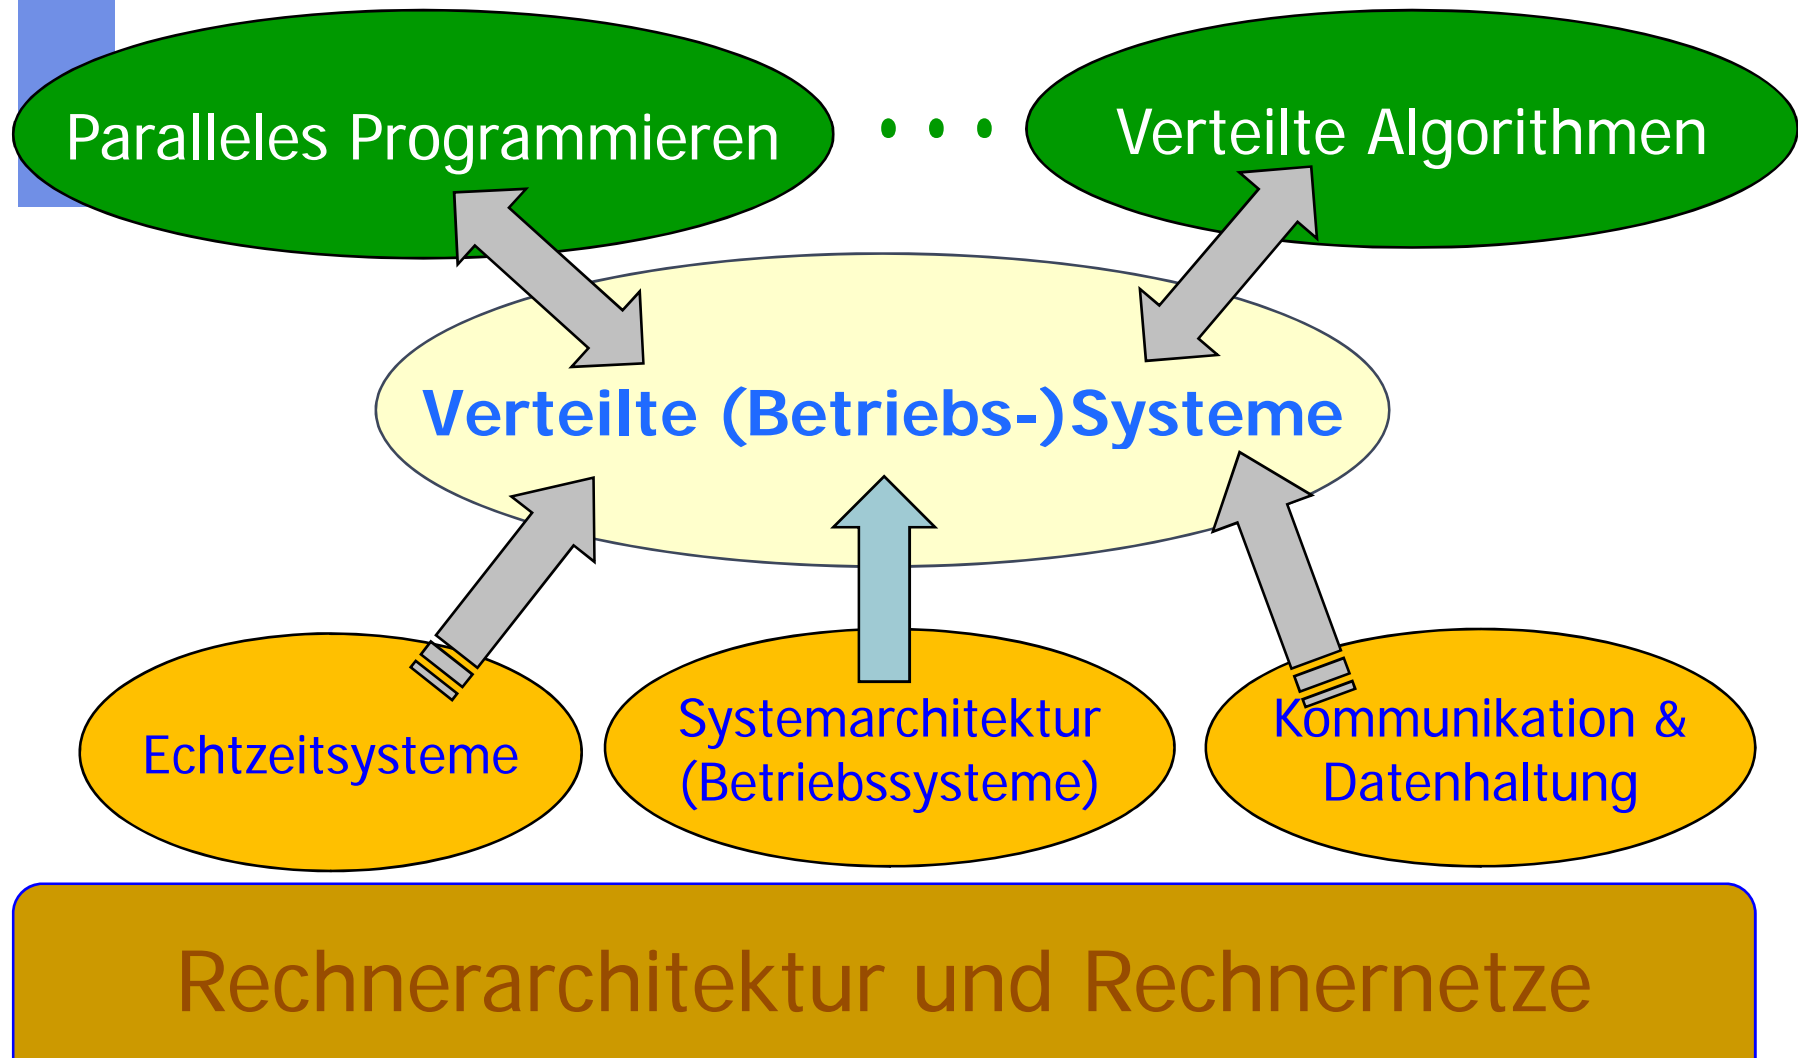 Paralleles Programmieren
. . .
Verteilte Algorithmen
Verteilte (Betriebs-)Systeme
Echtzeitsysteme
Systemarchitektur
(Betriebssysteme)
Kommunikation &
Datenhaltung
Rechnerarchitektur und Rechnernetze